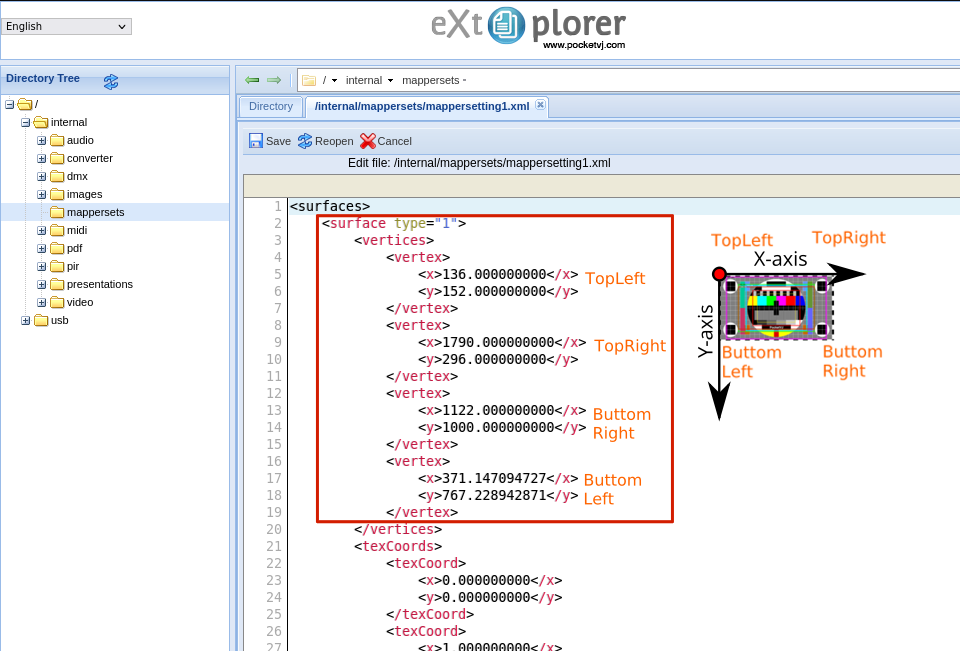 eXtplorer
www.pocketvj.com
English
Directory Tree
/
internal
audio
converter
dmx
images
mappersets
midi
pdf
pir
presentations
video
usb
/ internal mappersets
Directory /internal/mappersets/mappersetting1.xml
Save Reopen Cancel
Edit file: /internal/mappersets/mappersetting1.xml
1 <surfaces>
2 <surface type="1">
3 <vertices>
4 <vertex>
5 <x>136.000000000</x> TopLeft
6 <y>152.000000000</y>
7 </vertex>
8 <vertex>
9 <x>1790.000000000</x> TopRight
10 <y>296.000000000</y>
11 </vertex>
12 <vertex>
13 <x>1122.000000000</x> Buttom
14 <y>1000.000000000</y> Right
15 </vertex>
16 <vertex>
17 <x>371.147094727</x> Buttom
18 <y>767.228942871</y> Left
19 </vertex>
20 </vertices>
21 <texCoords>
22 <texCoord>
23 <x>0.000000000</x>
24 <y>0.000000000</y>
25 </texCoord>
26 <texCoord>
27 <x>1.000000000</x>
TopLeft TopRight
X-axis
Y-axis
Buttom
Left
Buttom
Right